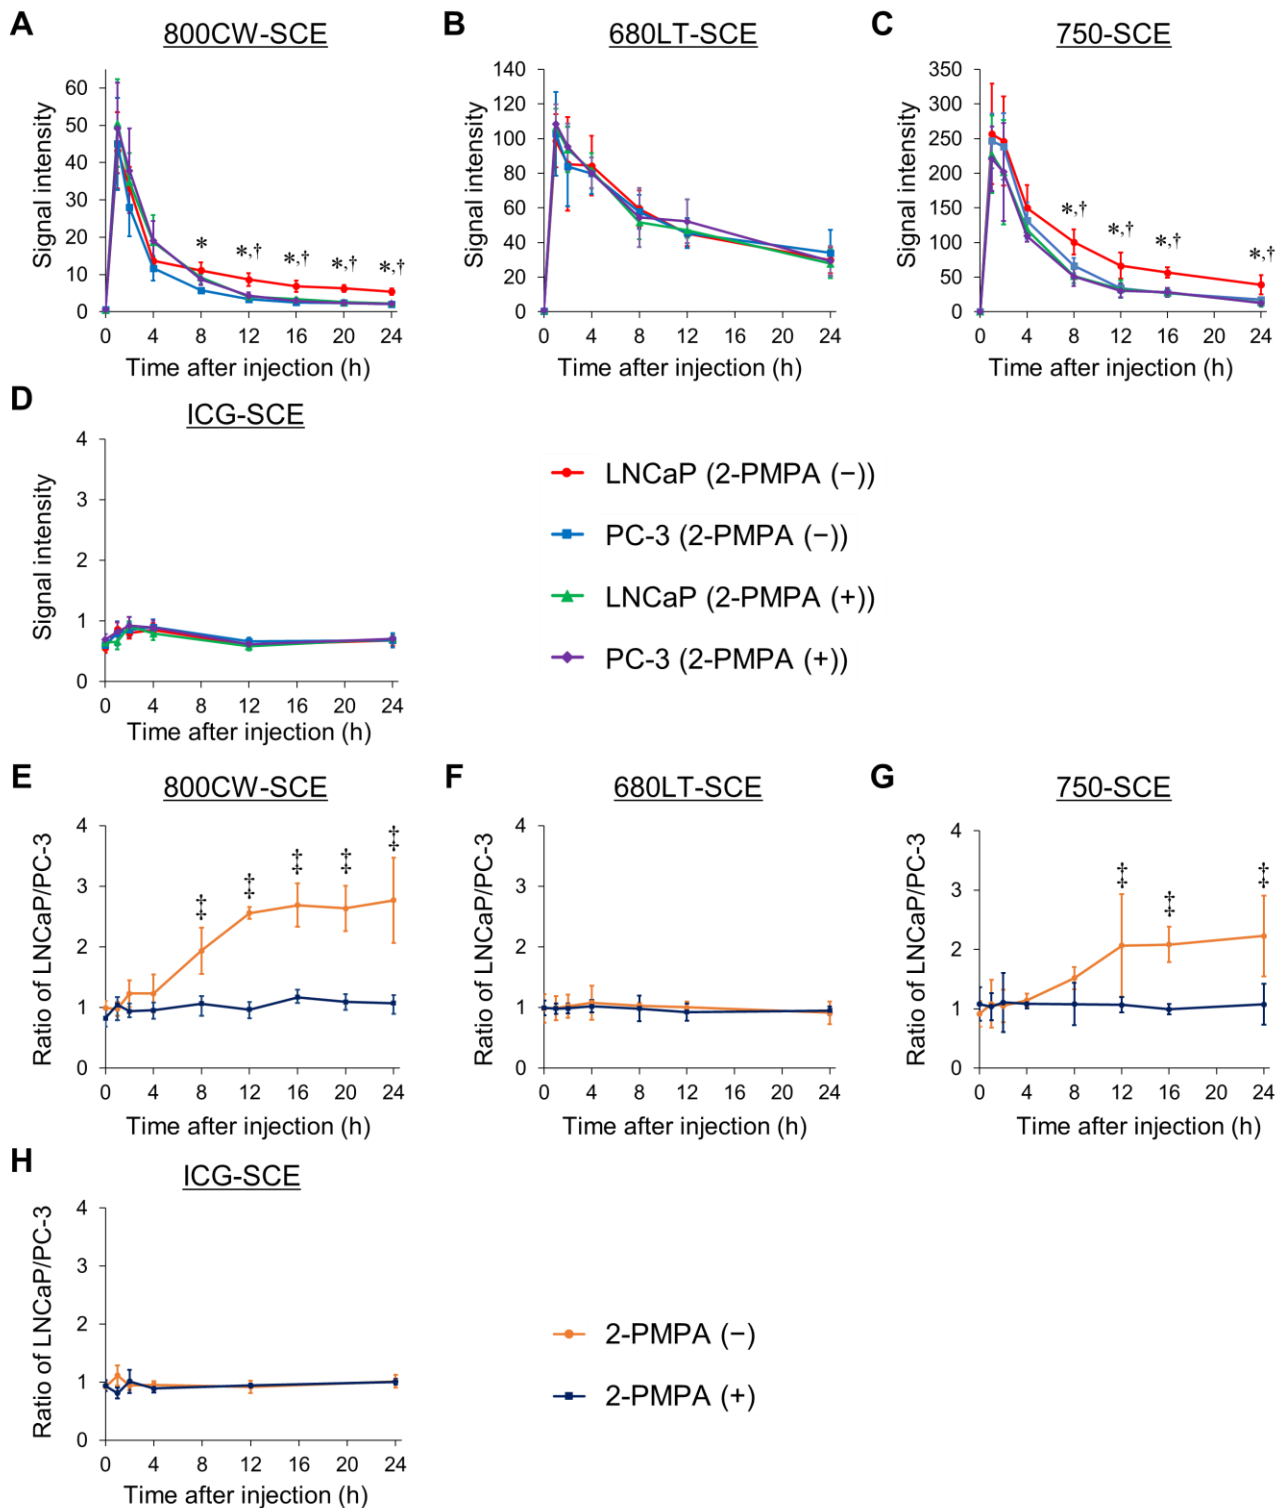 A
800CW-SCE
Signal intensity
60
50
40
30
20
10
0
* *,† *,† *,† *,†
0 4 8 12 16 20 24
Time after injection (h)
B
680LT-SCE
Signal intensity
140
120
100
80
60
40
20
0
0 4 8 12 16 20 24
Time after injection (h)
C
750-SCE
Signal intensity
350
300
250
200
150
100
50
0
*,† *,† *,† *,†
0 4 8 12 16 20 24
Time after injection (h)
D
ICG-SCE
Signal intensity
4
3
2
1
0
0 4 8 12 16 20 24
Time after injection (h)
LNCaP (2-PMPA (−))
PC-3 (2-PMPA (−))
LNCaP (2-PMPA (+))
PC-3 (2-PMPA (+))
E
800CW-SCE
Ratio of LNCaP/PC-3
4
3
2
1
0
‡ ‡ ‡ ‡ ‡
0 4 8 12 16 20 24
Time after injection (h)
F
680LT-SCE
Ratio of LNCaP/PC-3
4
3
2
1
0
0 4 8 12 16 20 24
Time after injection (h)
G
750-SCE
Ratio of LNCaP/PC-3
4
3
2
1
0
‡ ‡ ‡
0 4 8 12 16 20 24
Time after injection (h)
H
ICG-SCE
Ratio of LNCaP/PC-3
4
3
2
1
0
0 4 8 12 16 20 24
Time after injection (h)
2-PMPA (−)
2-PMPA (+)